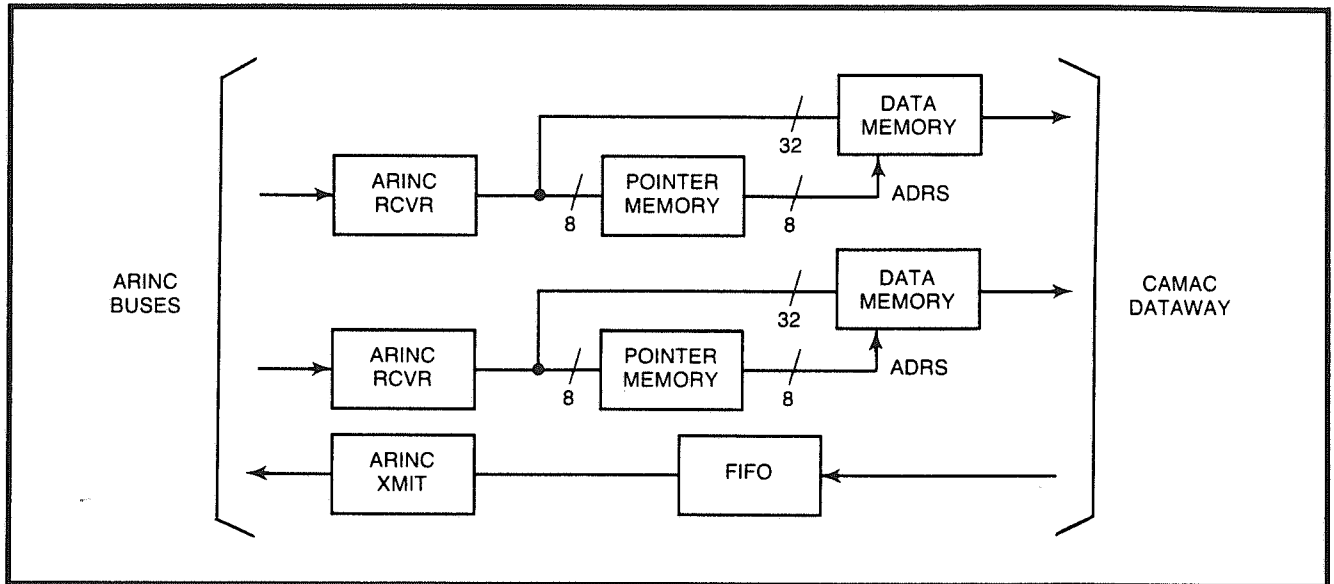 DATA
MEMORY
32
ARINC
RCVR
8
POINTER
MEMORY
8
ADRS
ARINC
BUSES
DATA
MEMORY
CAMAC
DATAWAY
32
ARINC
RCVR
8
POINTER
MEMORY
8
ADRS
ARINC
XMIT
FIFO